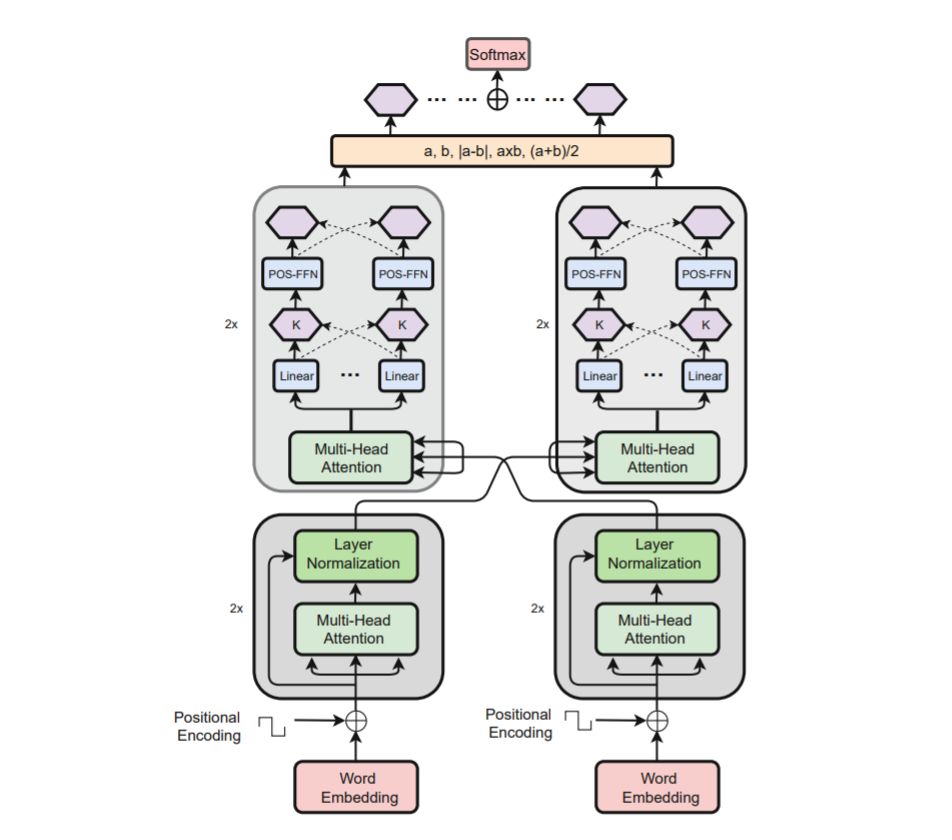 Softmax
... ... ... ...
a, b, |a-b|, axb, (a+b)/2
POS-FFN
POS-FFN
POS-FFN
POS-FFN
2x
K
K
2x
K
K
Linear
...
Linear
Linear
...
Linear
Multi-Head
Attention
Multi-Head
Attention
Layer
Normalization
Layer
Normalization
2x
Multi-Head
Attention
2x
Multi-Head
Attention
Positional
Encoding
Positional
Encoding
Word
Embedding
Word
Embedding